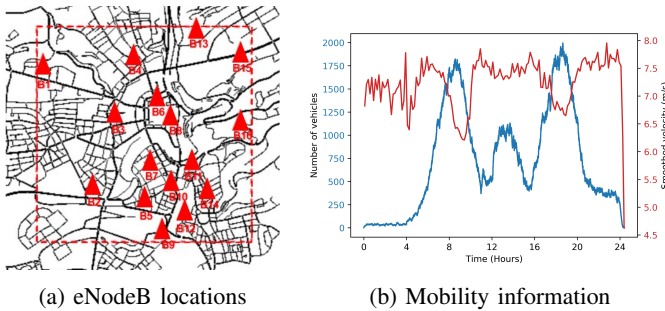 B13
B4
B15
B1
B6
B3
B8
B16
B7
B11
B2
B10
B5
B14
B12
B9
(a) eNodeB locations
Number of vehicles
2000
1750
1500
1250
1000
750
500
250
0
0
4
8
12
16
20
24
Time (Hours)
8.0
7.5
7.0
6.5
6.0
5.5
5.0
4.5
Smoothed velocity (m/s)
(b) Mobility information